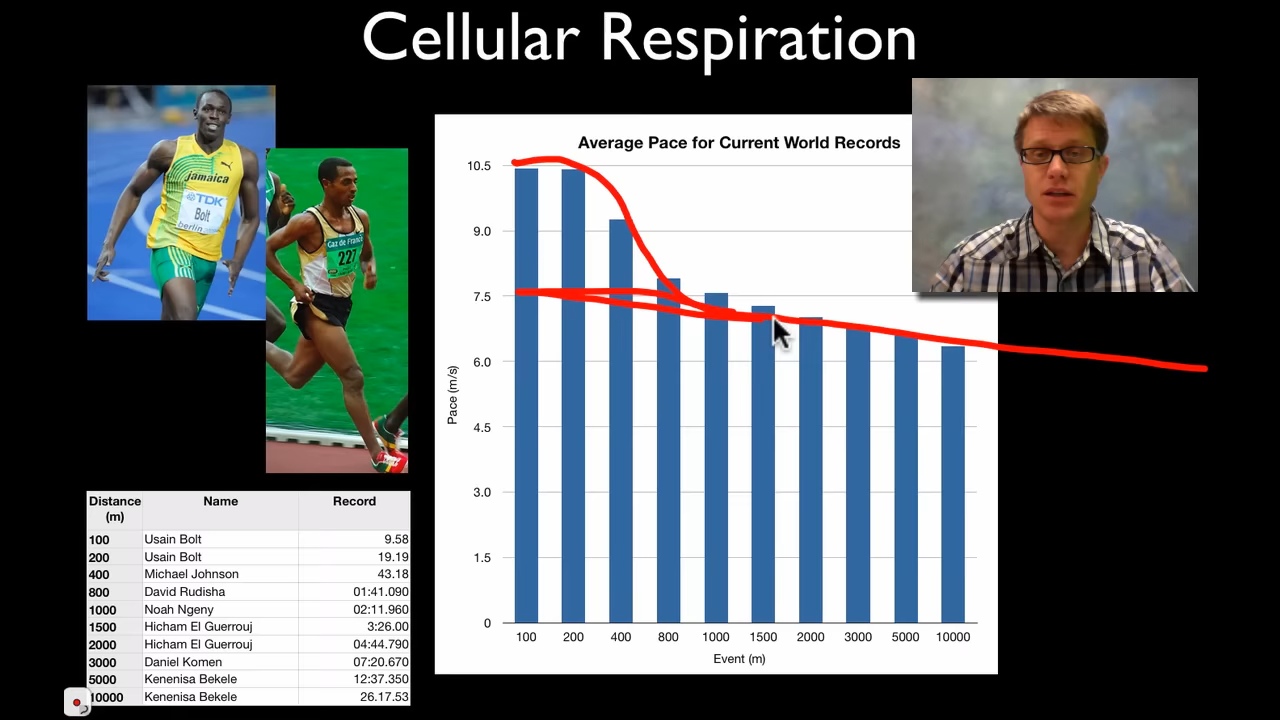 Cellular Respiration
Jamaica
TDK
Bolt
berlin
Gaz de France
227
Distance (m) Name Record
100 Usain Bolt 9.58
200 Usain Bolt 19.19
400 Michael Johnson 43.18
800 David Rudisha 01:41.090
1000 Noah Ngeny 02:11.960
1500 Hicham El Guerrouj 3:26.00
2000 Hicham El Guerrouj 04:44.790
3000 Daniel Komen 07:20.670
5000 Kenenisa Bekele 12:37.350
10000 Kenenisa Bekele 26.17.53
Average Pace for Current World Records
Pace (m/s)
10.5
9.0
7.5
6.0
4.5
3.0
1.5
0
100 200 400 800 1000 1500 2000 3000 5000 10000
Event (m)